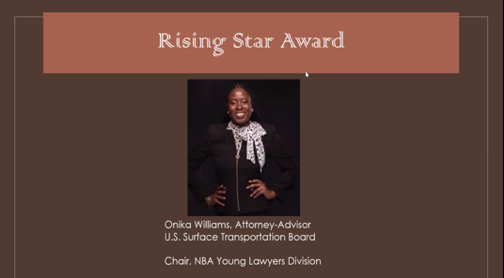 Rising Star Award
Onika Williams, Attorney-Advisor
U.S. Surface Transportation Board
Chair, NBA Young Lawyers Division